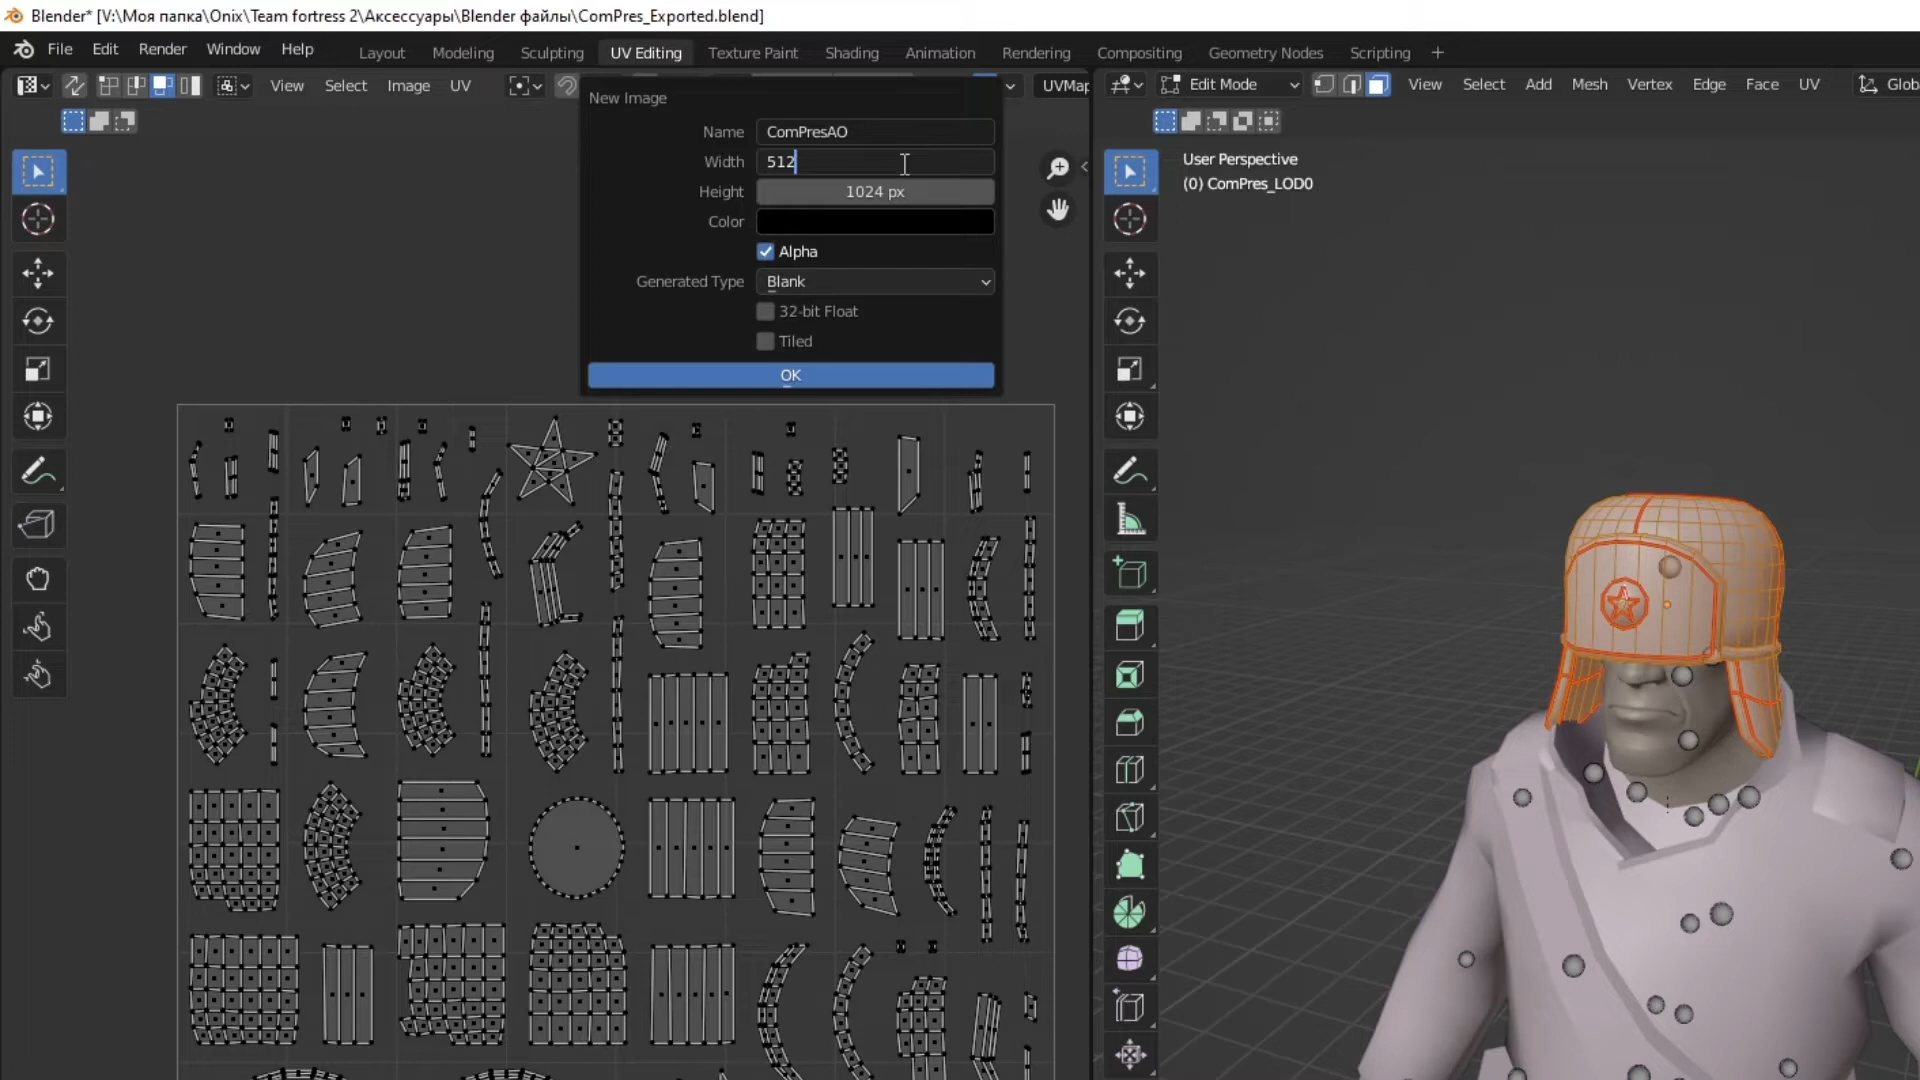 Blender* [V:\Моя папка\Onix\Team fortress 2\Аксессуары\Blender файлы\ComPres_Exported.blend]
File Edit Render Window Help Layout Modeling Sculpting UV Editing Texture Paint Shading Animation Rendering Compositing Geometry Nodes Scripting +
View Select Image UV UVMap Edit Mode View Select Add Mesh Vertex Edge Face UV Globa
New Image
Name ComPresAO
Width 512
Height 1024 px
Color
Alpha
Generated Type Blank
32-bit Float
Tiled
OK
User Perspective
(0) ComPres_LOD0